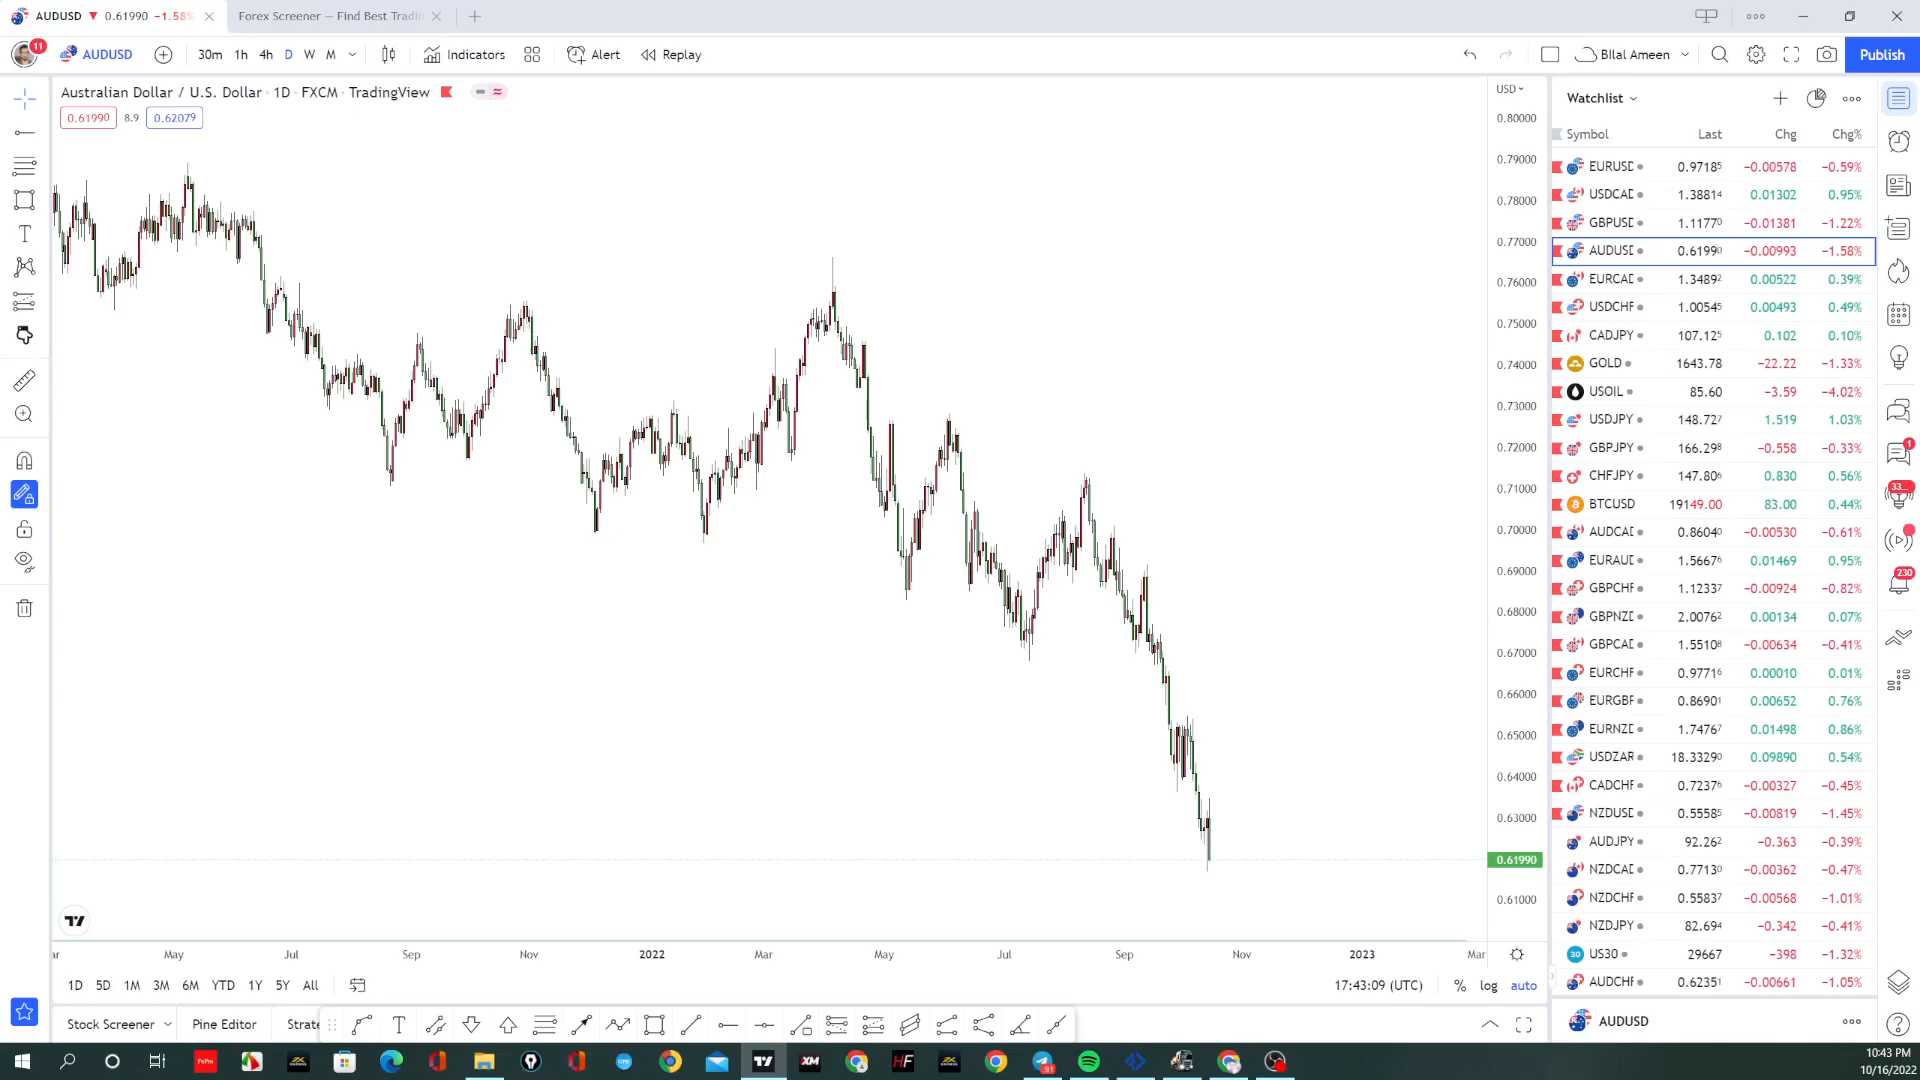 AUDUSD ▼ 0.61990 −1.58%
Forex Screener — Find Best Tradin
11
AUDUSD
30m 1h 4h D W M
Indicators
Alert
Replay
BIlal Ameen
Publish
Australian Dollar / U.S. Dollar · 1D · FXCM · TradingView
0.61990 8.9 0.62079
USD
0.80000
0.79000
0.78000
0.77000
0.76000
0.75000
0.74000
0.73000
0.72000
0.71000
0.70000
0.69000
0.68000
0.67000
0.66000
0.65000
0.64000
0.63000
0.61990
0.61000
May Jul Sep Nov 2022 Mar May Jul Sep Nov 2023 Mar
1D 5D 1M 3M 6M YTD 1Y 5Y All
17:43:09 (UTC) % log auto
Stock Screener Pine Editor Strate
Watchlist
Symbol Last Chg Chg%
EURUSD 0.97185 −0.00578 −0.59%
USDCAD 1.38814 0.01302 0.95%
GBPUSD 1.11770 −0.01381 −1.22%
AUDUSD 0.61990 −0.00993 −1.58%
EURCAD 1.34892 0.00522 0.39%
USDCHF 1.00545 0.00493 0.49%
CADJPY 107.125 0.102 0.10%
GOLD 1643.78 −22.22 −1.33%
USOIL 85.60 −3.59 −4.02%
USDJPY 148.727 1.519 1.03%
GBPJPY 166.298 −0.558 −0.33%
CHFJPY 147.806 0.830 0.56%
BTCUSD 19149.00 83.00 0.44%
AUDCAD 0.86040 −0.00530 −0.61%
EURAUD 1.56676 0.01469 0.95%
GBPCHF 1.12337 −0.00924 −0.82%
GBPNZD 2.00762 0.00134 0.07%
GBPCAD 1.55108 −0.00634 −0.41%
EURCHF 0.97716 0.00010 0.01%
EURGBP 0.86901 0.00652 0.76%
EURNZD 1.74767 0.01498 0.86%
USDZAR 18.33290 0.09890 0.54%
CADCHF 0.72376 −0.00327 −0.45%
NZDUSD 0.55585 −0.00819 −1.45%
AUDJPY 92.262 −0.363 −0.39%
NZDCAD 0.77130 −0.00362 −0.47%
NZDCHF 0.55837 −0.00568 −1.01%
NZDJPY 82.694 −0.342 −0.41%
30 US30 29667 −398 −1.32%
AUDCHF 0.62351 −0.00661 −1.05%
AUDUSD
1
33...
230
FxPro
XM
HF
10:43 PM
10/16/2022